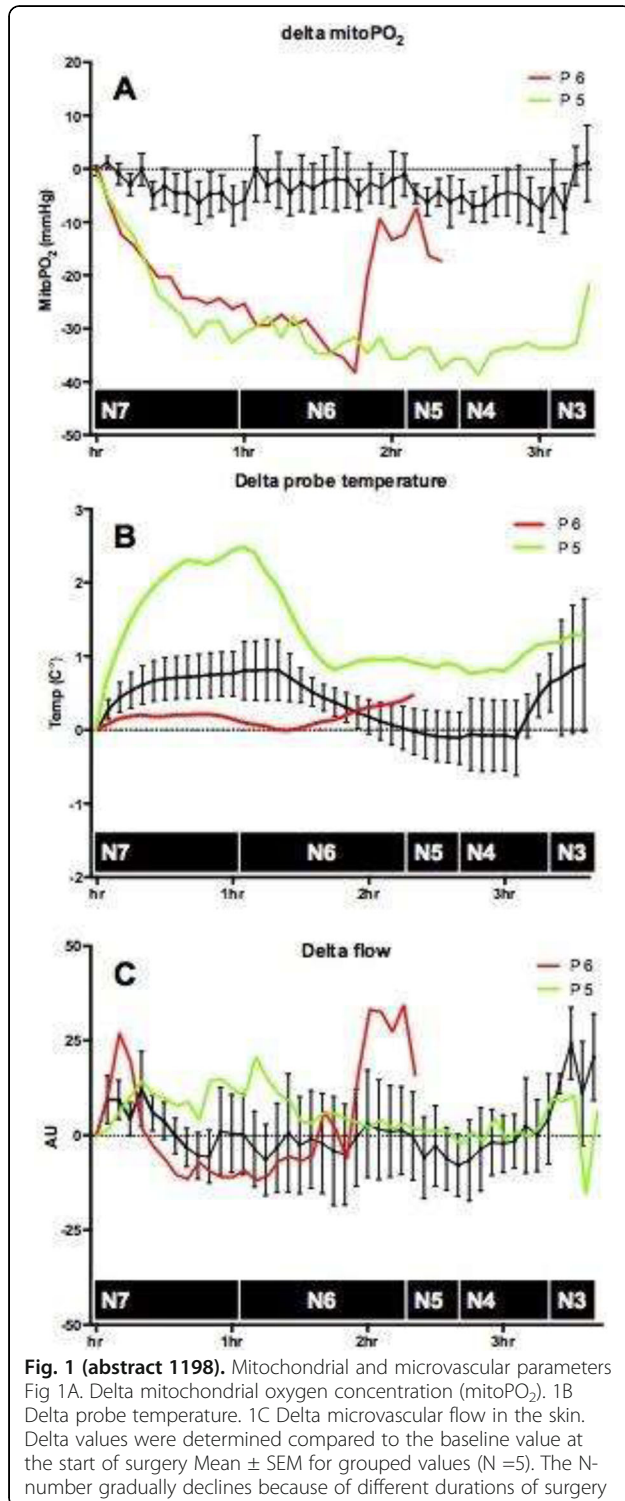 delta mitoPO₂
A
P 6
P 5
MitoPO₂ (mmHg)
20
10
0
-10
-20
-30
-40
-50
N7 N6 N5 N4 N3
hr 1hr 2hr 3hr
Delta probe temperature
B
P 6
P 5
Temp (C°)
3
2
1
0
-1
-2
N7 N6 N5 N4 N3
hr 1hr 2hr 3hr
Delta flow
C
P 6
P 5
AU
50
25
0
-25
-50
N7 N6 N5 N4 N3
hr 1hr 2hr 3hr
Fig. 1 (abstract 1198). Mitochondrial and microvascular parameters
Fig 1A. Delta mitochondrial oxygen concentration (mitoPO₂). 1B
Delta probe temperature. 1C Delta microvascular flow in the skin.
Delta values were determined compared to the baseline value at
the start of surgery Mean ± SEM for grouped values (N =5). The N-
number gradually declines because of different durations of surgery